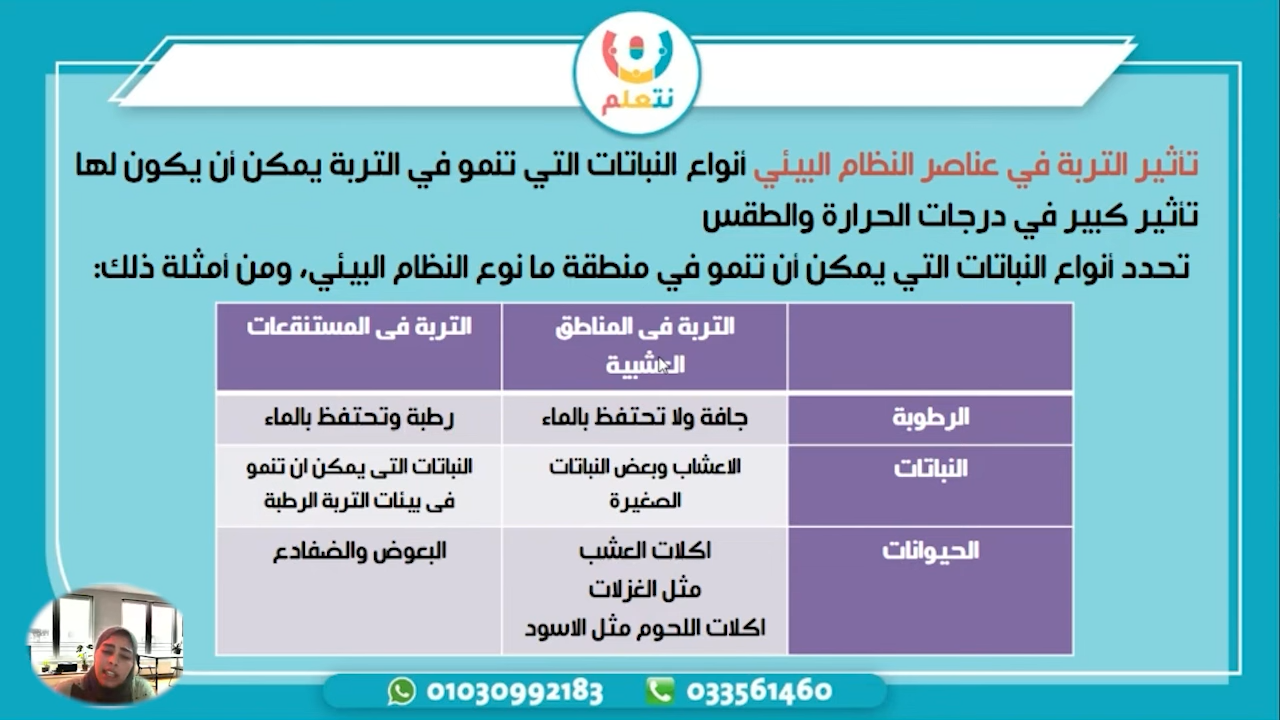 نتعلم
تأثير التربة في عناصر النظام البيئي أنواع النباتات التي تنمو في التربة يمكن أن يكون لها
تأثير كبير في درجات الحرارة والطقس
تحدد أنواع النباتات التي يمكن أن تنمو في منطقة ما نوع النظام البيئي، ومن أمثلة ذلك:
التربة فى المناطق
العشبية
التربة فى المستنقعات
الرطوبة
جافة ولا تحتفظ بالماء
رطبة وتحتفظ بالماء
النباتات
الاعشاب وبعض النباتات
الصغيرة
النباتات التى يمكن ان تنمو
فى بيئات التربة الرطبة
الحيوانات
اكلات العشب
مثل الغزلات
اكلات اللحوم مثل الاسود
البعوض والضفادع
01030992183
033561460